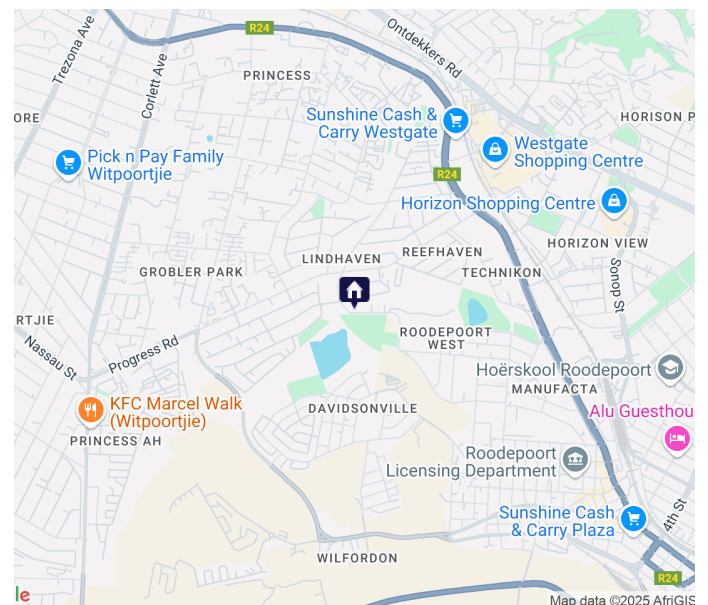 R24
Ontdekkers Rd
Trezona Ave
Corlett Ave
PRINCESS
ORE
Sunshine Cash &
Carry Westgate
HORISON P
Westgate
Shopping Centre
Pick n Pay Family
Witpoortjie
R24
Horizon Shopping Centre
HORIZON VIEW
REEFHAVEN
LINDHAVEN
GROBLER PARK
TECHNIKON
Sonop St
RTJIE
Nassau St
Progress Rd
ROODEPOORT
WEST
Hoërskool Roodepoort
MANUFACTA
KFC Marcel Walk
(Witpoortjie)
DAVIDSONVILLE
Alu Guesthou
PRINCESS AH
Roodepoort
Licensing Department
Sunshine Cash
& Carry Plaza
4th St
WILFORDON
R24
le
Map data ©2025 AfriGIS